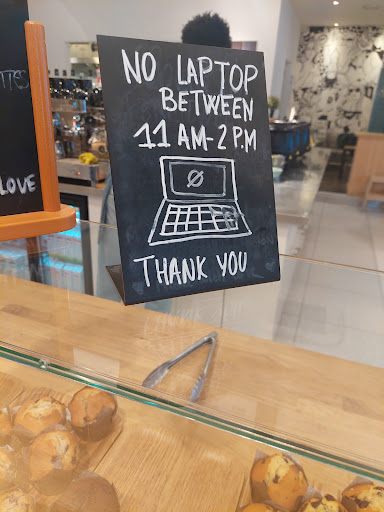 NO LAPTOP
BETWEEN
11 AM-2 P.M
THANK YOU
LOVE